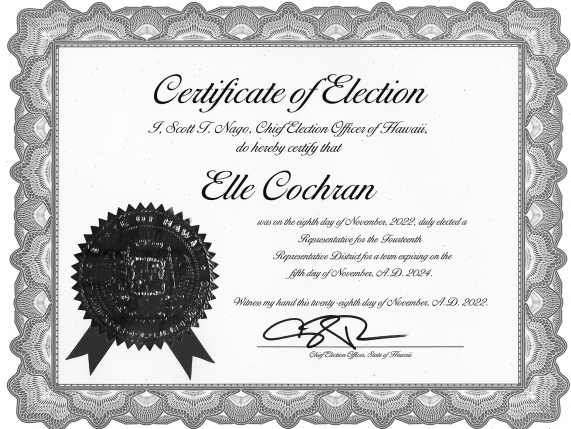 Certificate of Election
I, Scott T. Nago, Chief Election Officer of Hawaii,
do hereby certify that
Elle Cochran
was on the eighth day of November, 2022, duly elected a
Representative for the Fourteenth
Representative District for a term expiring on the
fifth day of November, A.D. 2024.
Witness my hand this twenty-eighth day of November, A.D. 2022.
Chief Election Officer, State of Hawaii